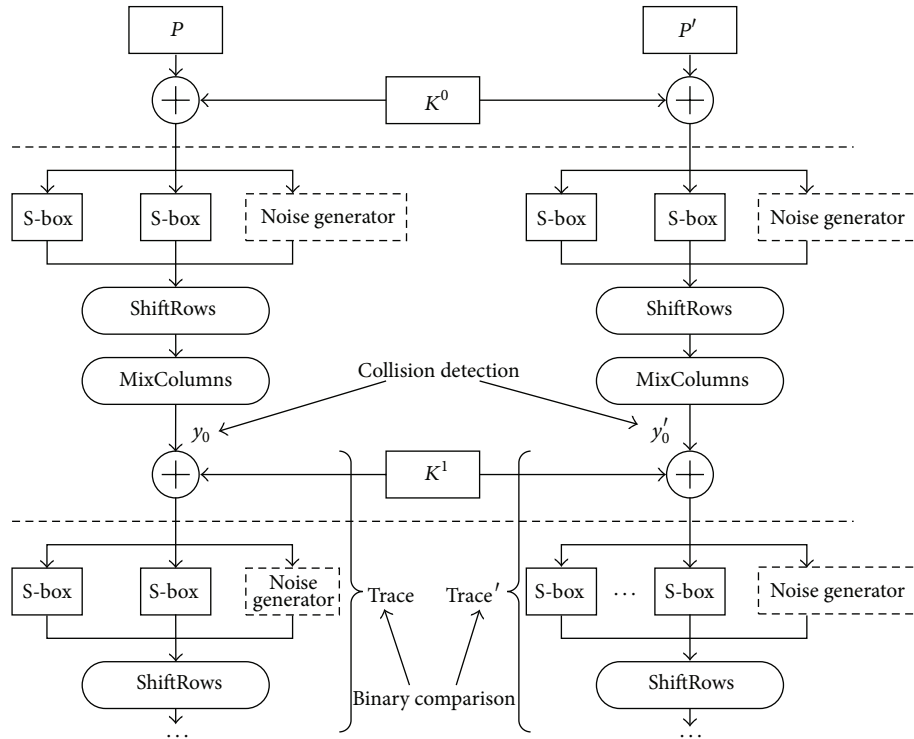 P P′
K⁰
S-box S-box Noise generator S-box S-box Noise generator
ShiftRows ShiftRows
MixColumns Collision detection MixColumns
y₀ y₀′
K¹
S-box S-box Noise
generator Trace Trace′ S-box ... S-box Noise generator
ShiftRows Binary comparison ShiftRows
... ...